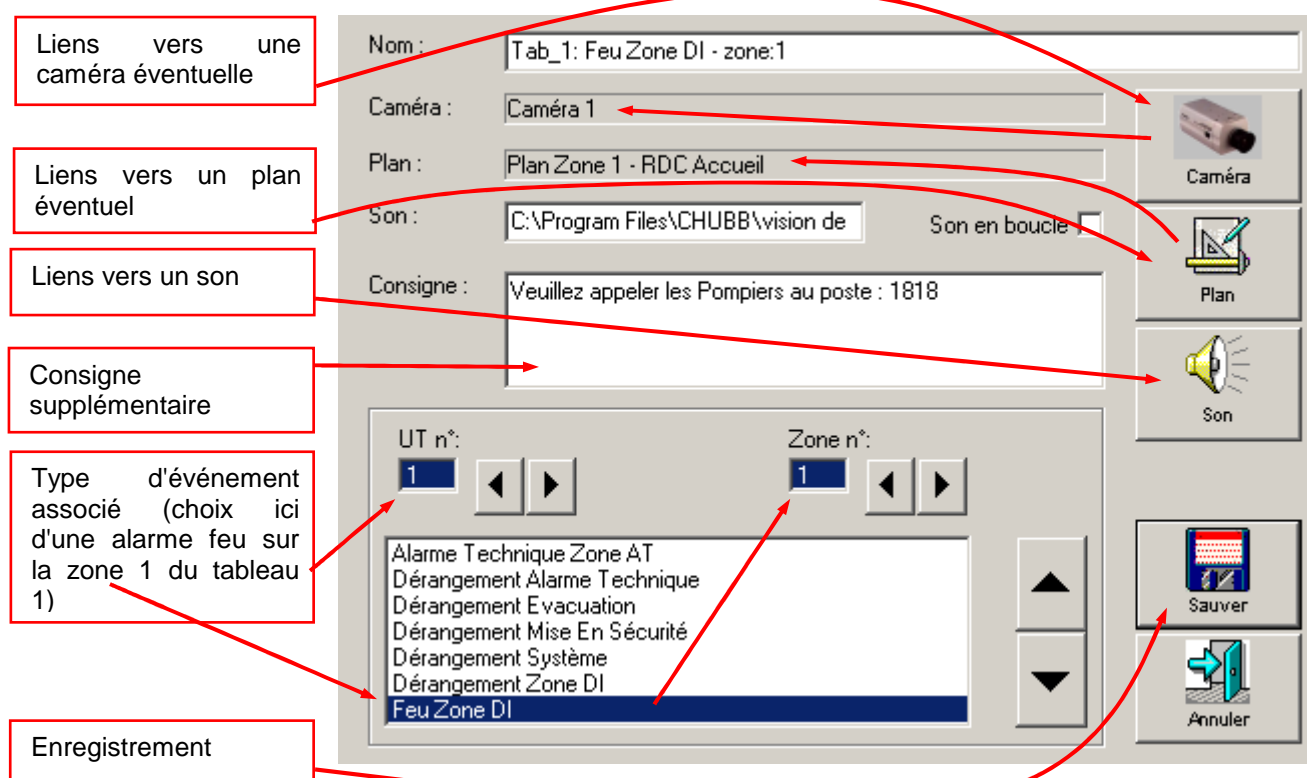 Liens vers une
caméra éventuelle
Liens vers un plan
éventuel
Liens vers un son
Consigne
supplémentaire
Type d'événement
associé (choix ici
d'une alarme feu sur
la zone 1 du tableau
1)
Enregistrement
Nom :
Tab_1: Feu Zone DI - zone:1
Caméra :
Caméra 1
Plan :
Plan Zone 1 - RDC Accueil
Son :
C:\Program Files\CHUBB\vision de
Son en boucle
Consigne :
Veuillez appeler les Pompiers au poste : 1818
UT n°:
1
Zone n°:
1
Alarme Technique Zone AT
Dérangement Alarme Technique
Dérangement Evacuation
Dérangement Mise En Sécurité
Dérangement Système
Dérangement Zone DI
Feu Zone DI
Caméra
Plan
Son
Sauver
Annuler